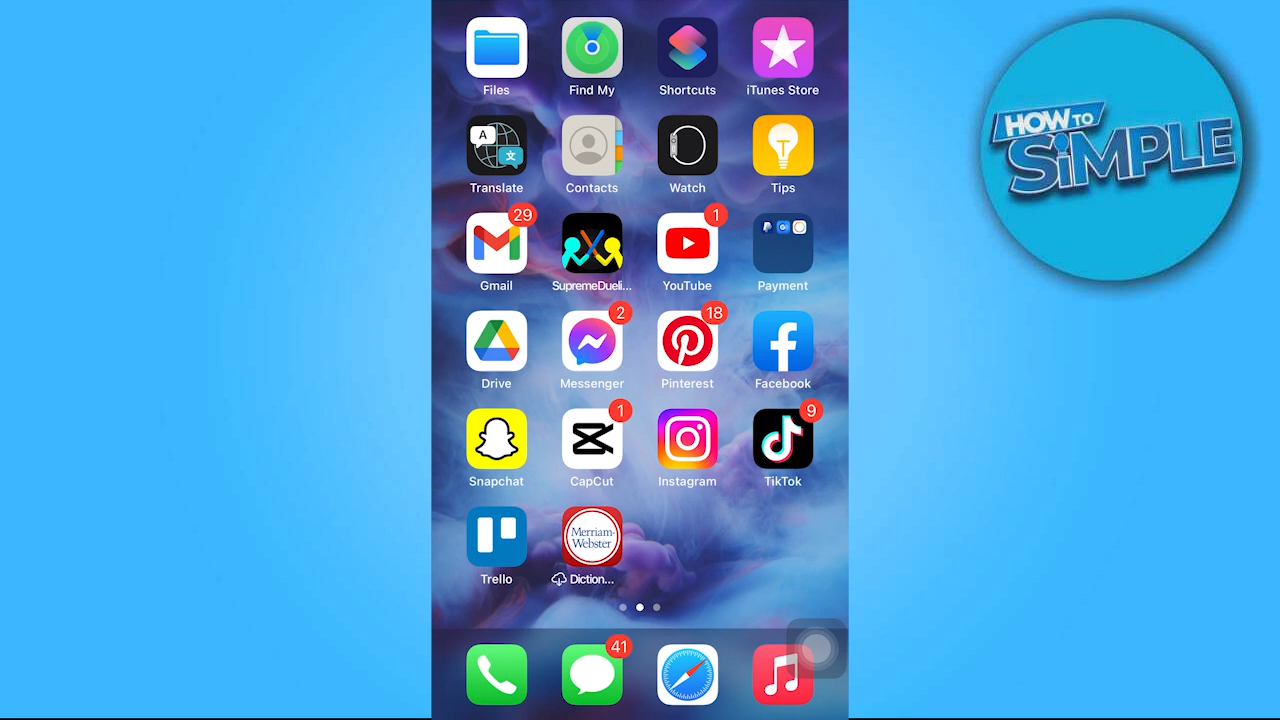 HOW TO
SiMPLE
Files
Find My
Shortcuts
iTunes Store
A
文
T
Translate
Contacts
Watch
Tips
29
1
Gmail
SupremeDueli...
YouTube
Payment
2
18
Drive
Messenger
Pinterest
Facebook
1
9
Snapchat
CapCut
Instagram
TikTok
Merriam-
Webster
Trello
Diction...
41